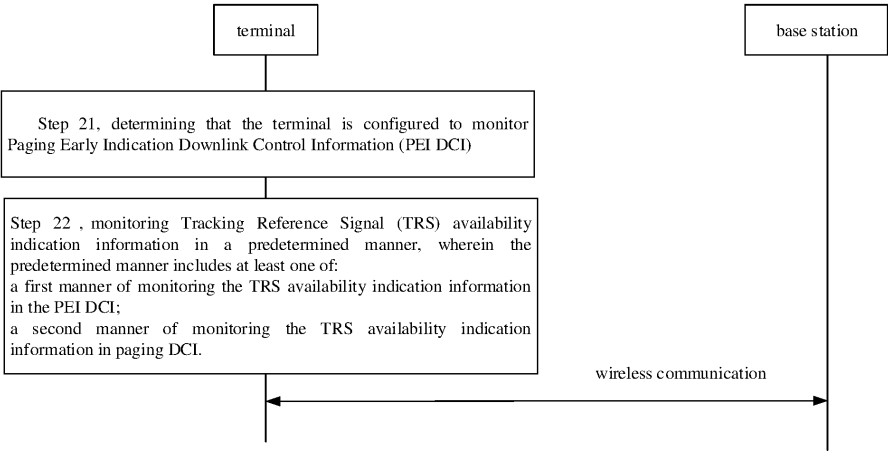 terminal
base station
Step 21, determining that the terminal is configured to monitor
Paging Early Indication Downlink Control Information (PEI DCI)
Step 22 , monitoring Tracking Reference Signal (TRS) availability
indication information in a predetermined manner, wherein the
predetermined manner includes at least one of:
a first manner of monitoring the TRS availability indication information
in the PEI DCI;
a second manner of monitoring the TRS availability indication
information in paging DCI.
wireless communication